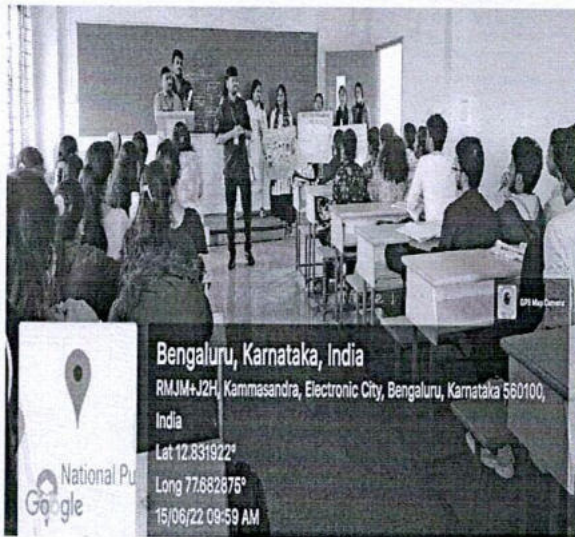 GPS Map Camera
Bengaluru, Karnataka, India
RMJM+J2H, Kammasandra, Electronic City, Bengaluru, Karnataka 560100,
India
Lat 12.831922°
Long 77.682875°
15/06/22 09:59 AM
National Pu
Google